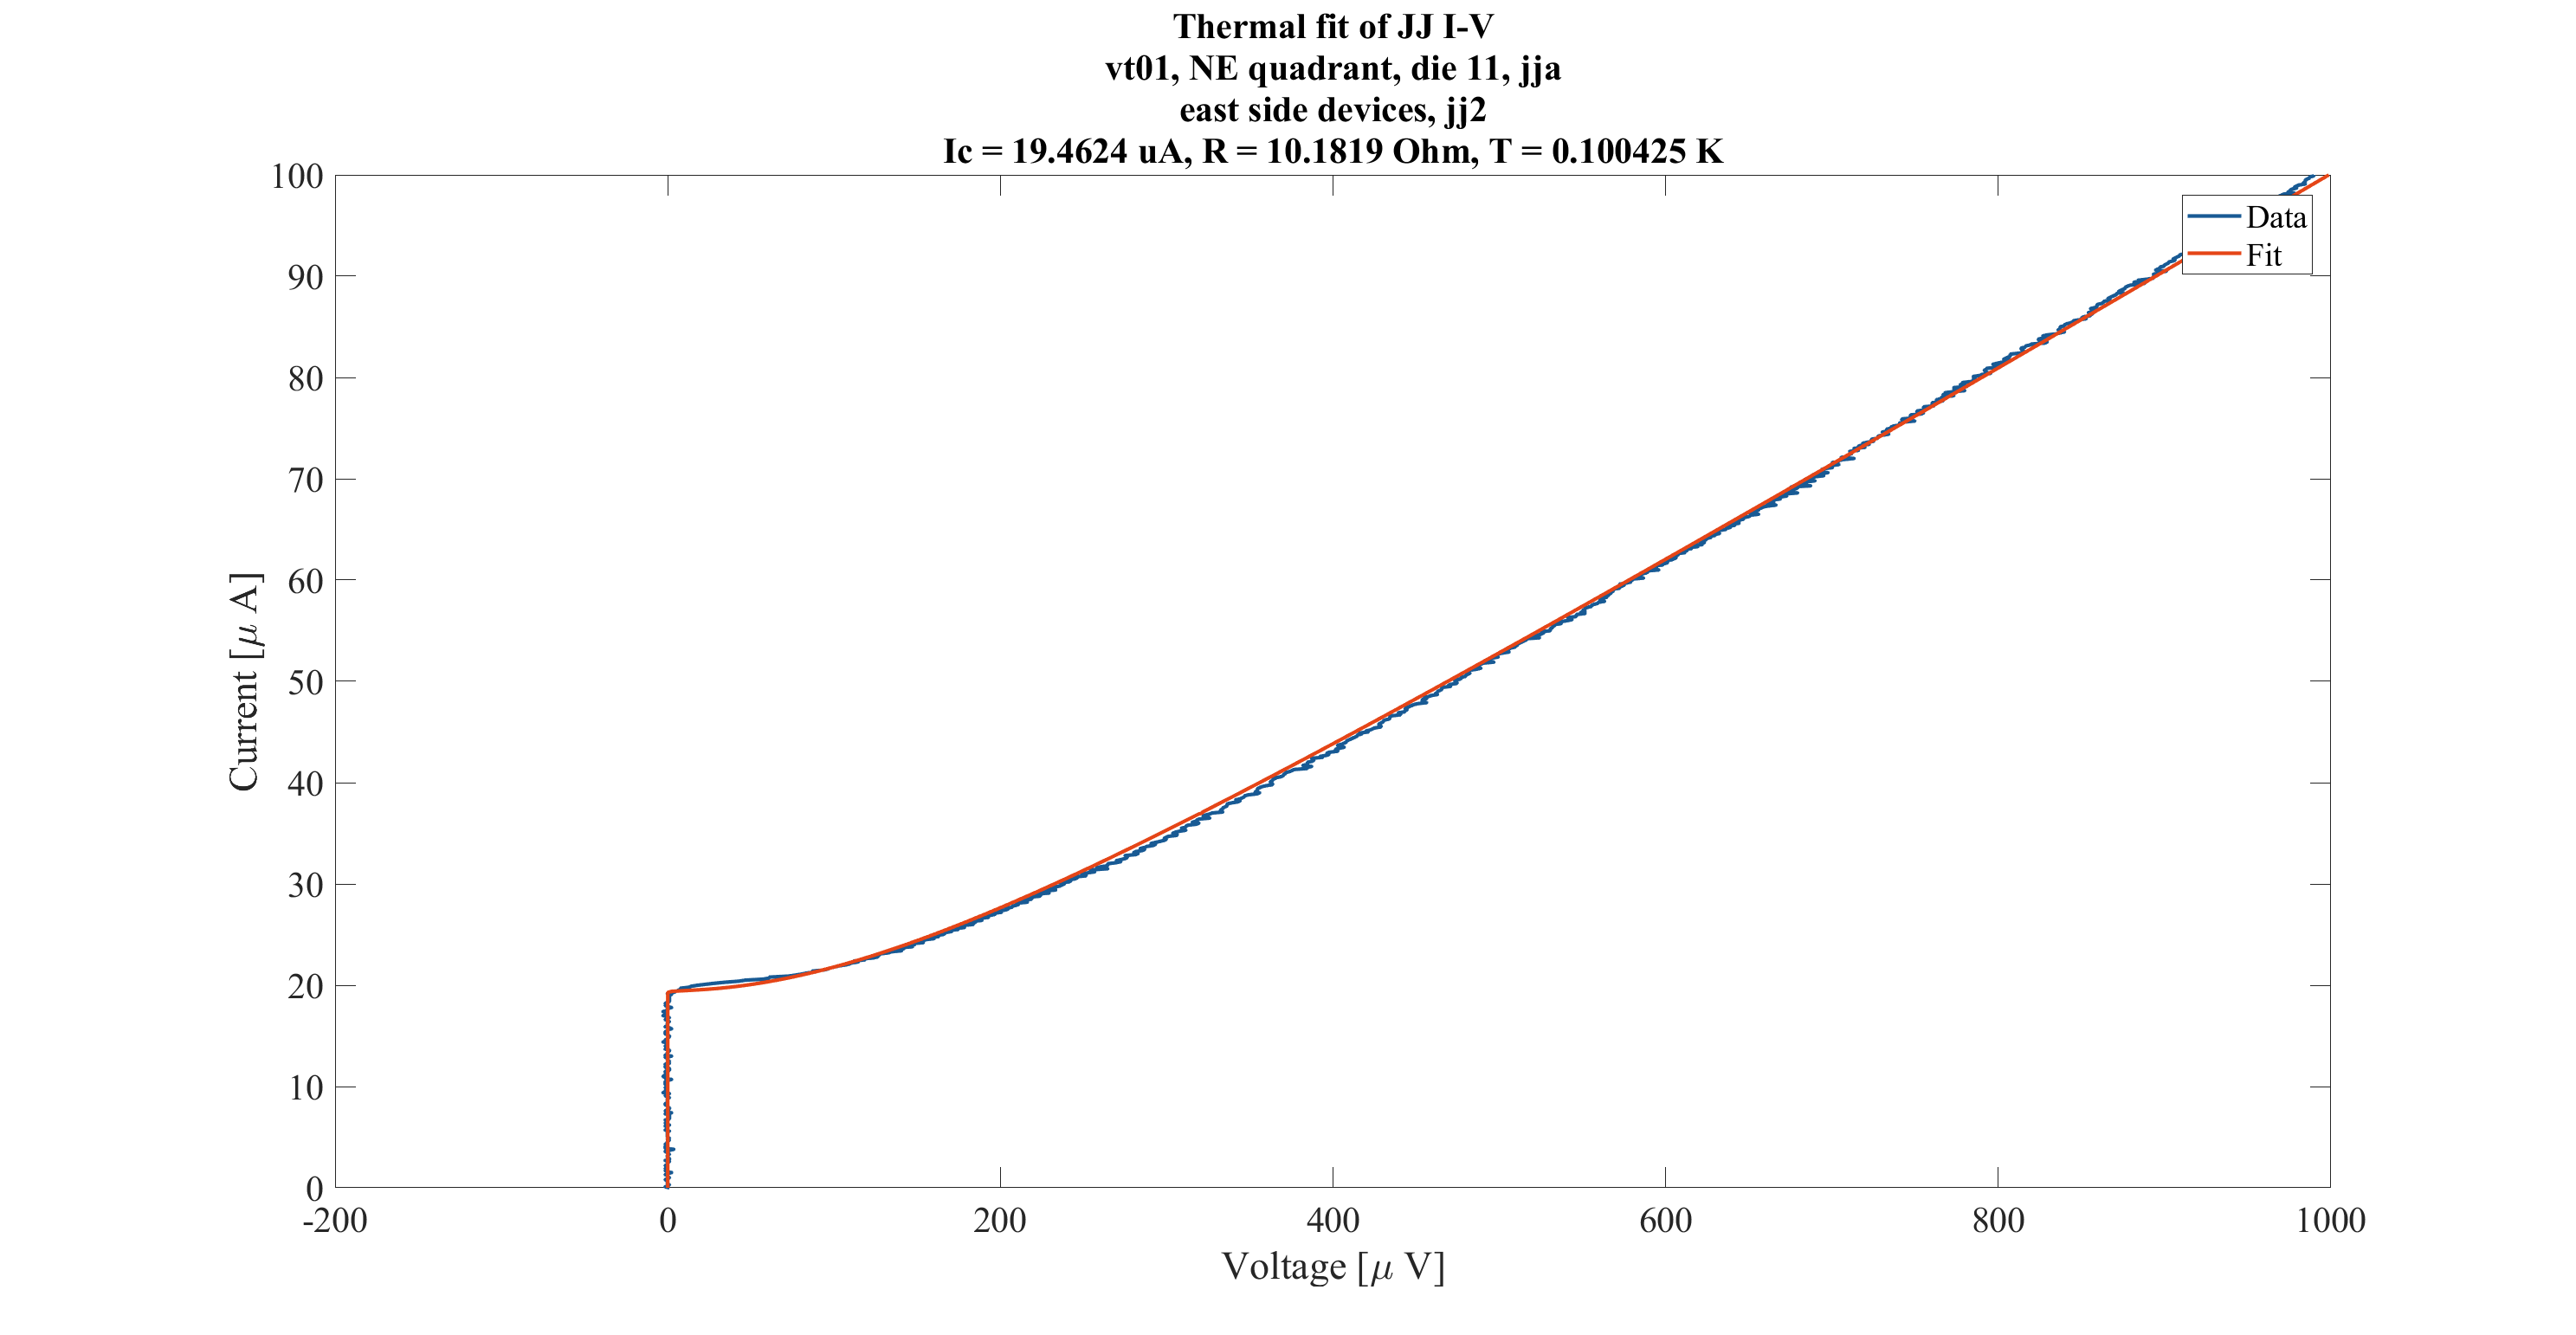 Thermal fit of JJ I-V
vt01, NE quadrant, die 11, jja
east side devices, jj2
Ic = 19.4624 uA, R = 10.1819 Ohm, T = 0.100425 K
100
90
80
70
60
50
40
30
20
10
0
Current [μ A]
Data
Fit
-200
0
200
400
600
800
1000
Voltage [μ V]